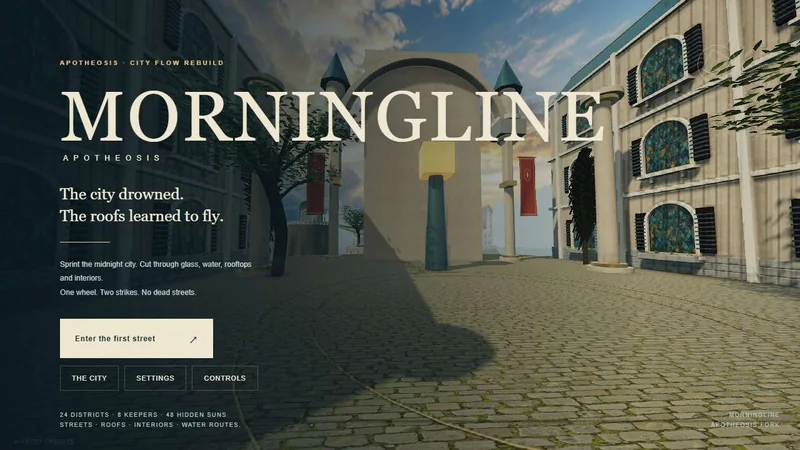 APOTHEOSIS · CITY FLOW REBUILD
MORNINGLINE
APOTHEOSIS
The city drowned.
The roofs learned to fly.
Sprint the midnight city. Cut through glass, water, rooftops
and interiors.
One wheel. Two strikes. No dead streets.
Enter the first street ↗
THE CITY SETTINGS CONTROLS
24 DISTRICTS · 8 KEEPERS · 48 HIDDEN SUNS
STREETS · ROOFS · INTERIORS · WATER ROUTES.
MORNINGLINE
APOTHEOSIS FORK